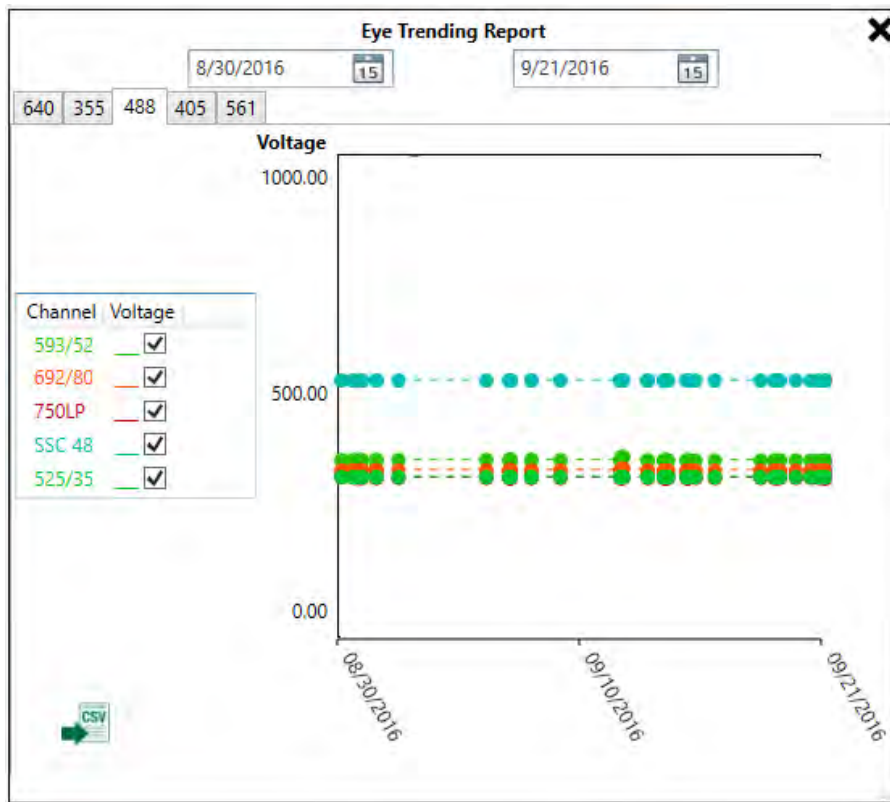 Eye Trending Report
8/30/2016 15 9/21/2016 15
640 355 488 405 561
Voltage
1000.00
500.00
0.00
Channel Voltage
593/52
692/80
750LP
SSC 48
525/35
08/30/2016 09/10/2016 09/21/2016
CSV